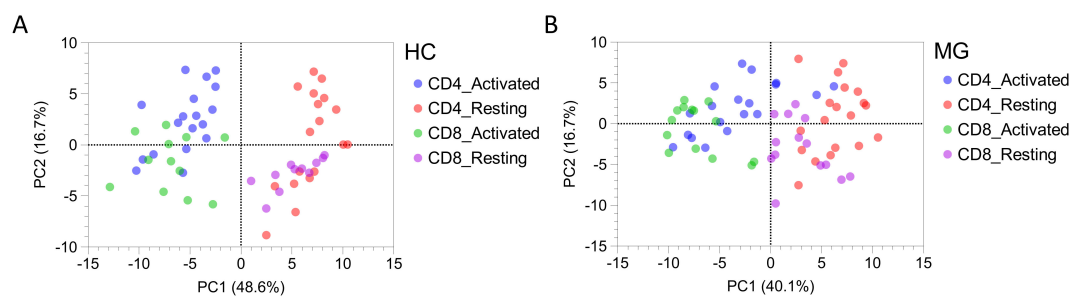 A
HC
10
5
0
-5
-10
PC2 (16.7%)
-15
-10
-5
0
5
10
15
PC1 (48.6%)
CD4_Activated
CD4_Resting
CD8_Activated
CD8_Resting
B
MG
10
5
0
-5
-10
-15
PC2 (16.7%)
-15
-10
-5
0
5
10
15
PC1 (40.1%)
CD4_Activated
CD4_Resting
CD8_Activated
CD8_Resting